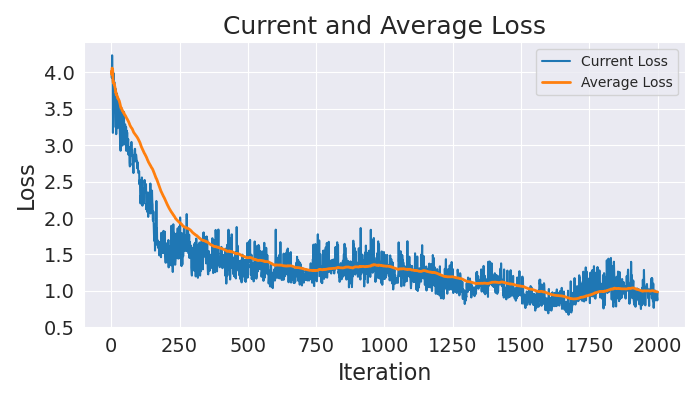 Current and Average Loss
Current Loss
Average Loss
4.0
3.5
3.0
2.5
2.0
1.5
1.0
0.5
Loss
0 250 500 750 1000 1250 1500 1750 2000
Iteration